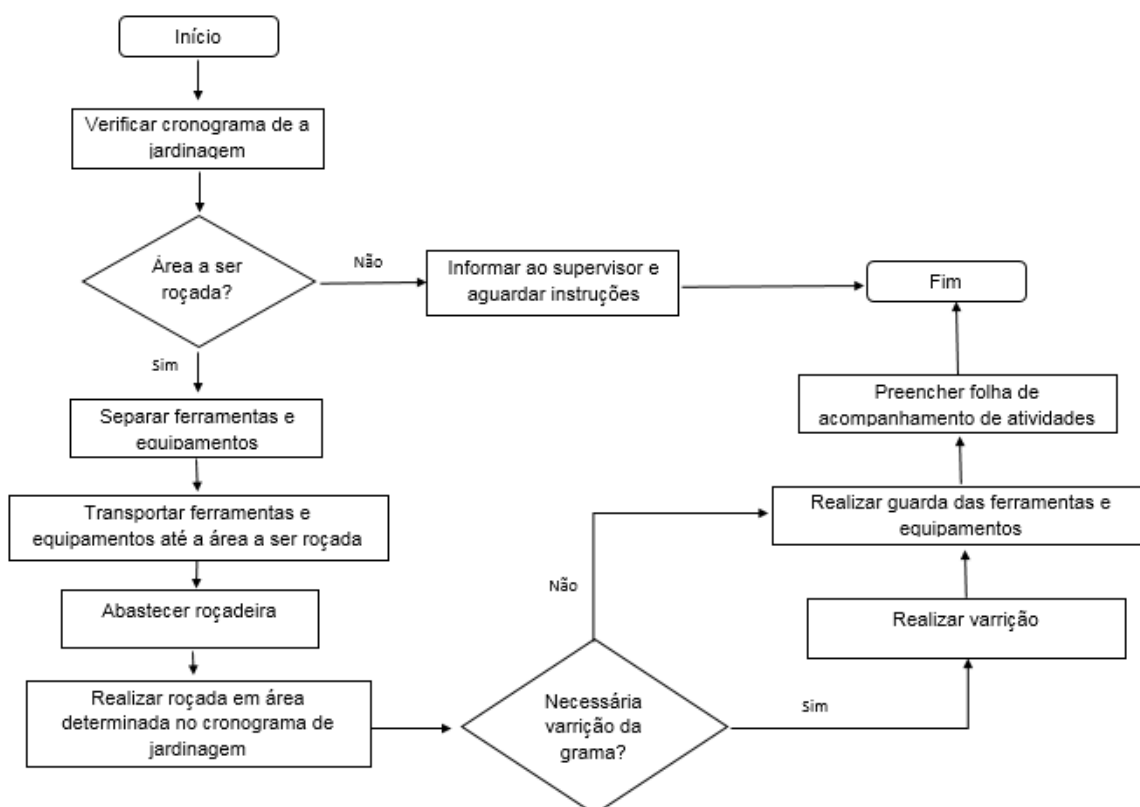 Início
Verificar cronograma de a
jardinagem
Área a ser
roçada?
Não
Informar ao supervisor e
aguardar instruções
Fim
Sim
Separar ferramentas e
equipamentos
Transportar ferramentas e
equipamentos até a área a ser roçada
Abastecer roçadeira
Realizar roçada em área
determinada no cronograma de
jardinagem
Necessária
varrição da
grama?
Não
Sim
Realizar varrição
Realizar guarda das ferramentas e
equipamentos
Preencher folha de
acompanhamento de atividades